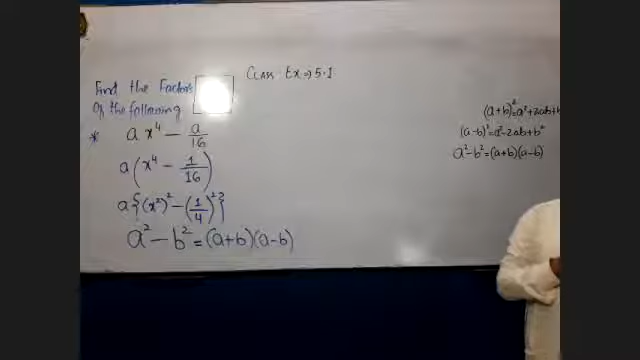 Class Ex ⇒ 5.1
Find the Factors
Of the following
* a x⁴ − a/16
a(x⁴ − 1/16)
a{(x²)² − (1/4)²}
a² − b² = (a+b)(a-b)
(a+b)² = a²+2ab+b
(a-b)² = a²-2ab+b²
a²-b² = (a+b)(a-b)